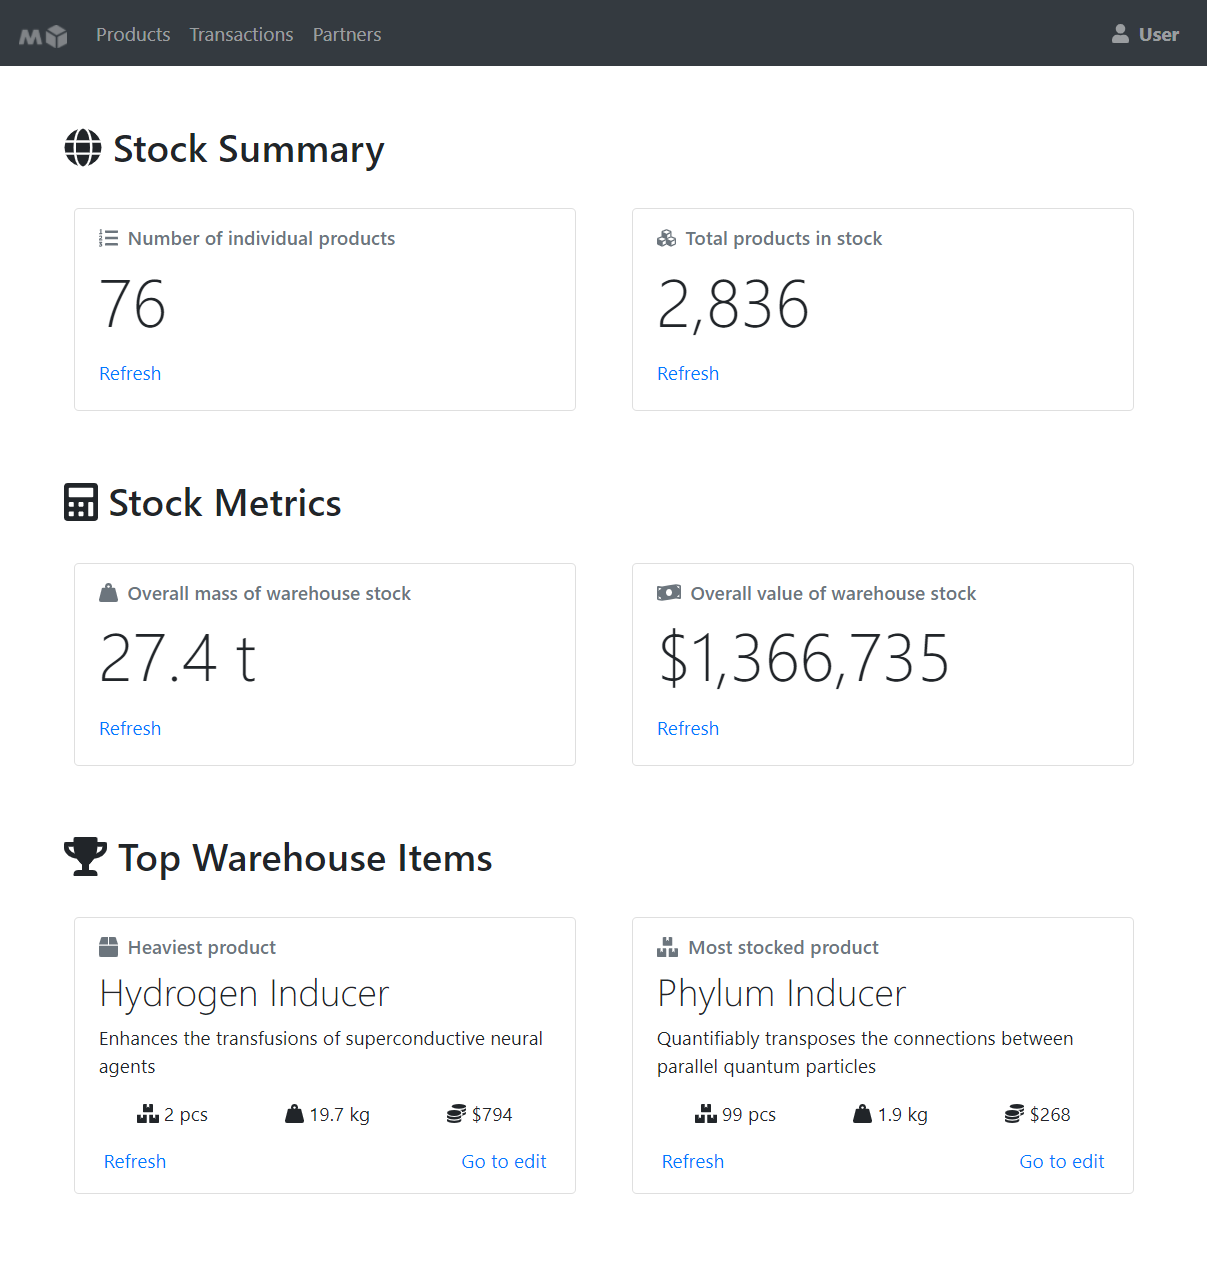 M
Products Transactions Partners
User
Stock Summary
Number of individual products
76
Refresh
Total products in stock
2,836
Refresh
Stock Metrics
Overall mass of warehouse stock
27.4 t
Refresh
Overall value of warehouse stock
$1,366,735
Refresh
Top Warehouse Items
Heaviest product
Hydrogen Inducer
Enhances the transfusions of superconductive neural
agents
2 pcs 19.7 kg $794
Refresh Go to edit
Most stocked product
Phylum Inducer
Quantifiably transposes the connections between
parallel quantum particles
99 pcs 1.9 kg $268
Refresh Go to edit